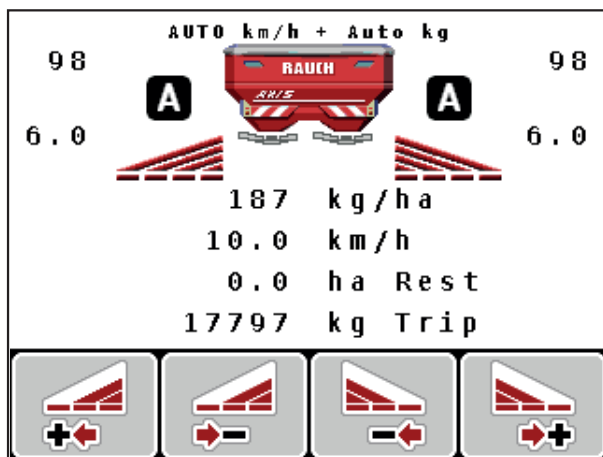 AUTO km/h + Auto kg
98 98
RAUCH
AXIS
A A
6.0 6.0
187 kg/ha
10.0 km/h
0.0 ha Rest
17797 kg Trip